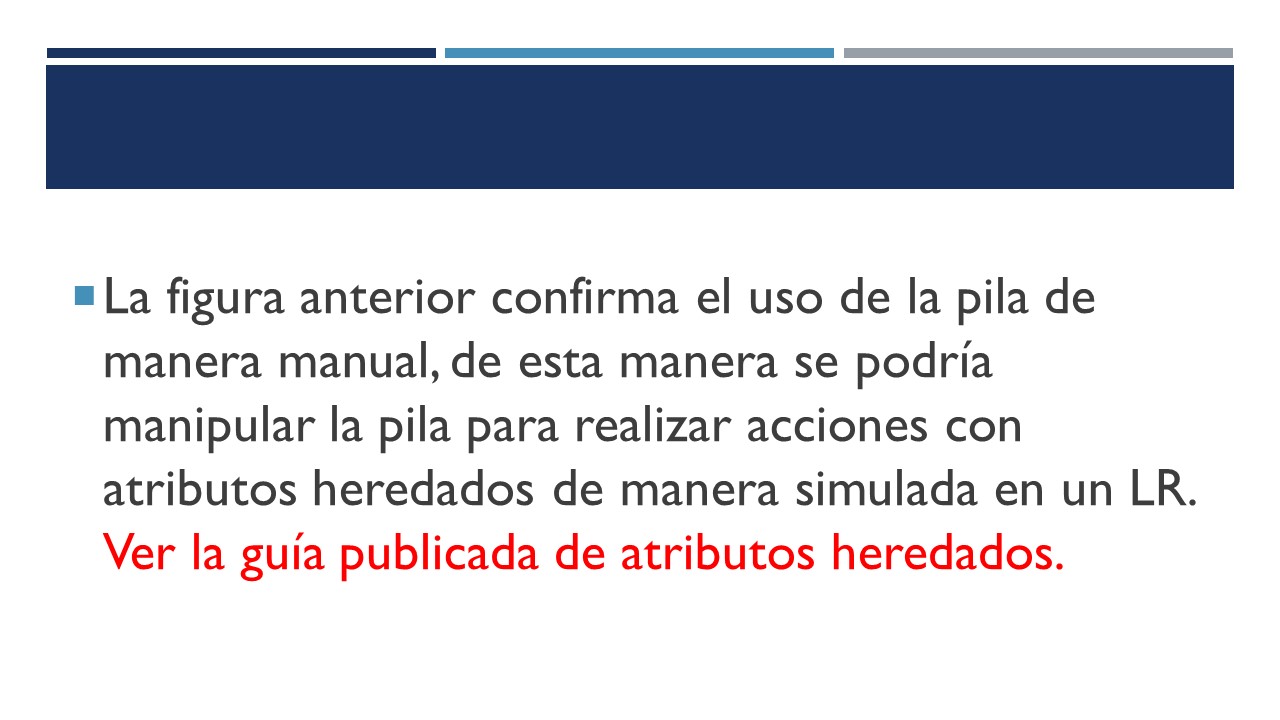 La figura anterior confirma el uso de la pila de
manera manual, de esta manera se podría
manipular la pila para realizar acciones con
atributos heredados de manera simulada en un LR.
Ver la guía publicada de atributos heredados.